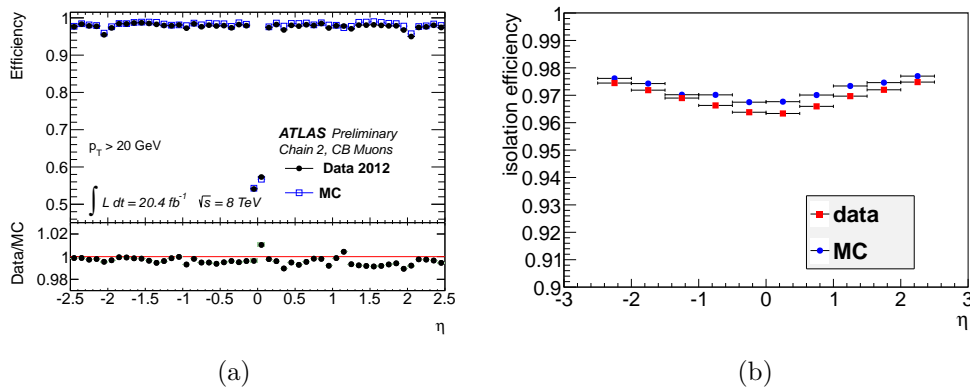 Efficiency
1
0.9
0.8
0.7
0.6
0.5
p_T > 20 GeV
ATLAS Preliminary
Chain 2, CB Muons
Data 2012
MC
∫ L dt = 20.4 fb⁻¹ √s = 8 TeV
Data/MC
1.02
1
0.98
-2.5 -2 -1.5 -1 -0.5 0 0.5 1 1.5 2 2.5
η
(a)
isolation efficiency
1
0.99
0.98
0.97
0.96
0.95
0.94
0.93
0.92
0.91
0.9
data
MC
-3 -2 -1 0 1 2 3
η
(b)